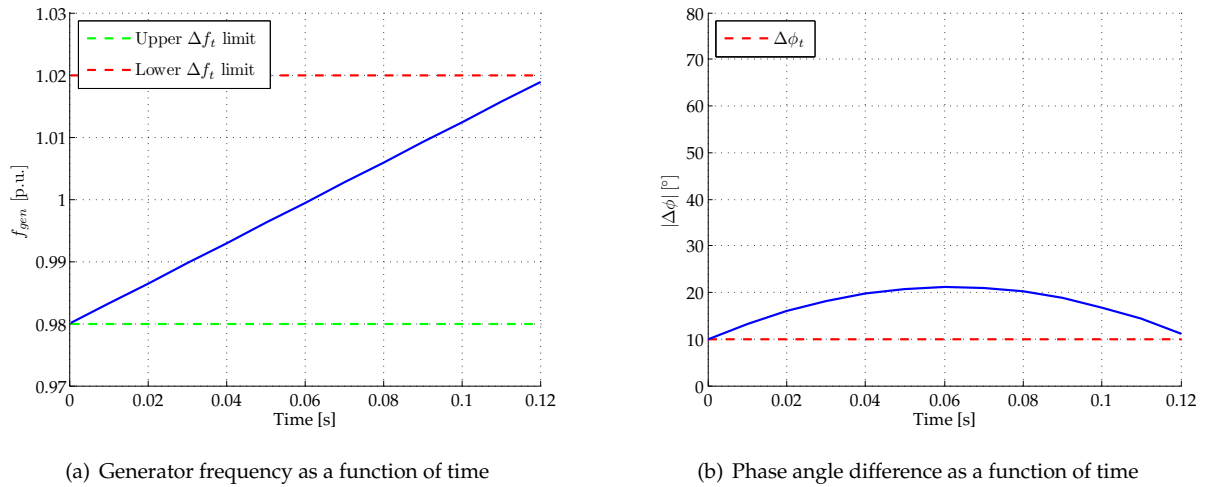 1.03
1.02
1.01
1
0.99
0.98
0.97
f_gen [p.u.]
Upper Δf_t limit
Lower Δf_t limit
0 0.02 0.04 0.06 0.08 0.1 0.12
Time [s]
(a) Generator frequency as a function of time
80
70
60
50
40
30
20
10
0
|Δϕ| [°]
Δϕ_t
0 0.02 0.04 0.06 0.08 0.1 0.12
Time [s]
(b) Phase angle difference as a function of time